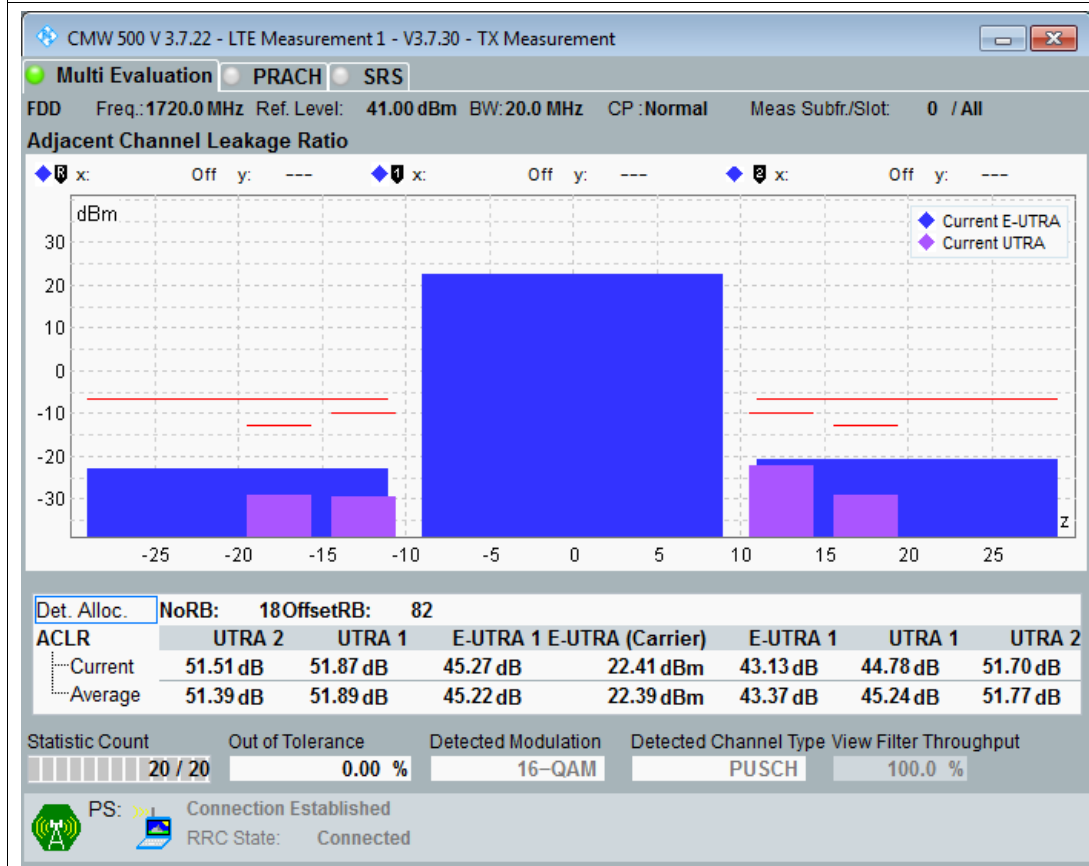 CMW 500 V 3.7.22 - LTE Measurement 1 - V3.7.30 - TX Measurement
Multi Evaluation PRACH SRS
FDD Freq.: 1720.0 MHz Ref. Level: 41.00 dBm BW: 20.0 MHz CP : Normal Meas Subfr./Slot: 0 / All
Adjacent Channel Leakage Ratio
R x: Off y: --- 1 x: Off y: --- 2 x: Off y: ---
dBm
Current E-UTRA
Current UTRA
30
20
10
0
-10
-20
-30
z
-25 -20 -15 -10 -5 0 5 10 15 20 25
Det. Alloc. NoRB: 18 OffsetRB: 82
ACLR UTRA 2 UTRA 1 E-UTRA 1 E-UTRA (Carrier) E-UTRA 1 UTRA 1 UTRA 2
Current 51.51 dB 51.87 dB 45.27 dB 22.41 dBm 43.13 dB 44.78 dB 51.70 dB
Average 51.39 dB 51.89 dB 45.22 dB 22.39 dBm 43.37 dB 45.24 dB 51.77 dB
Statistic Count Out of Tolerance Detected Modulation Detected Channel Type View Filter Throughput
20 / 20 0.00 % 16-QAM PUSCH 100.0 %
PS: Connection Established
RRC State: Connected